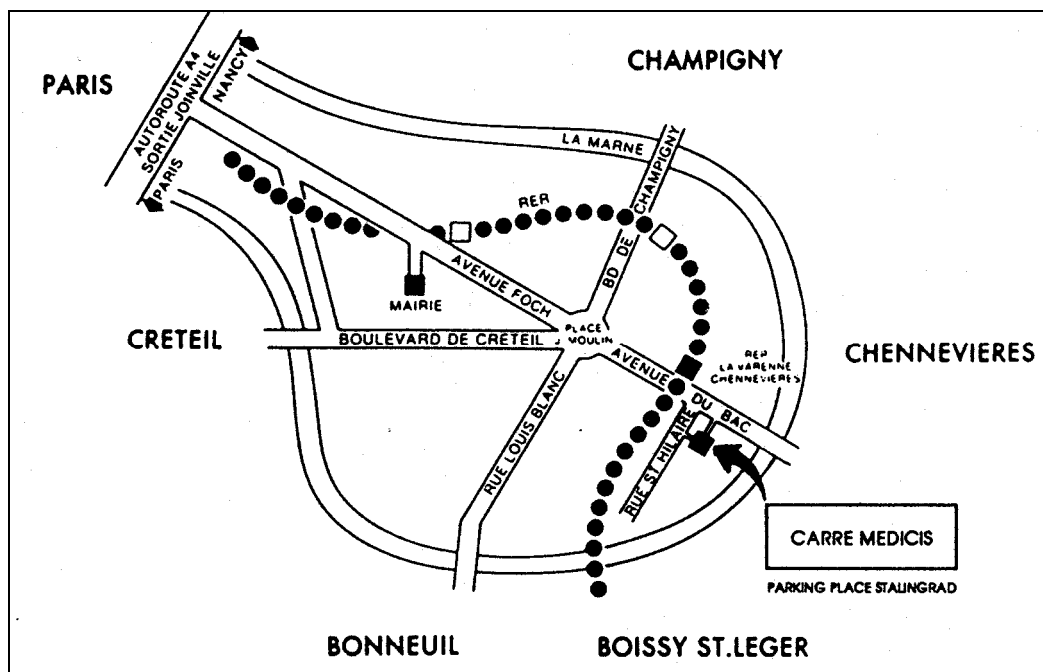 CHAMPIGNY
PARIS
AUTOROUTE A4
SORTIE JOINVILLE
NANCY
PARIS
LA MARNE
BD DE CHAMPIGNY
RER
AVENUE FOCH
MAIRIE
CRETEIL
BOULEVARD DE CRÉTEIL
PLACE
MOULIN
CHENNEVIERES
RER
LA VARENNE
CHENNEVIERES
AVENUE DU BAC
RUE LOUIS BLANC
RUE ST HILAIRE
CARRE MEDICIS
PARKING PLACE STALINGRAD
BONNEUIL
BOISSY ST.LEGER